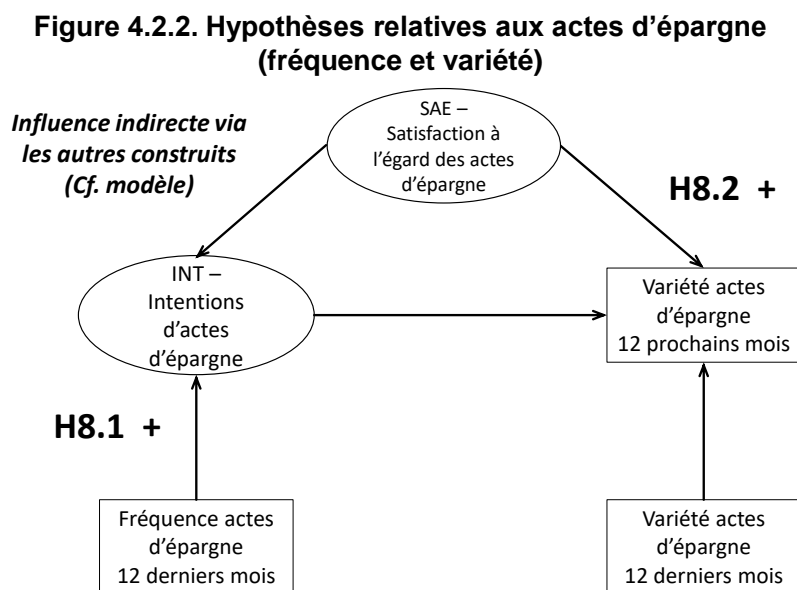 Figure 4.2.2. Hypothèses relatives aux actes d’épargne
(fréquence et variété)
Influence indirecte via
les autres construits
(Cf. modèle)
SAE –
Satisfaction à
l’égard des actes
d’épargne
H8.2 +
INT –
Intentions
d’actes
d’épargne
Variété actes
d’épargne
12 prochains mois
H8.1 +
Fréquence actes
d’épargne
12 derniers mois
Variété actes
d’épargne
12 derniers mois